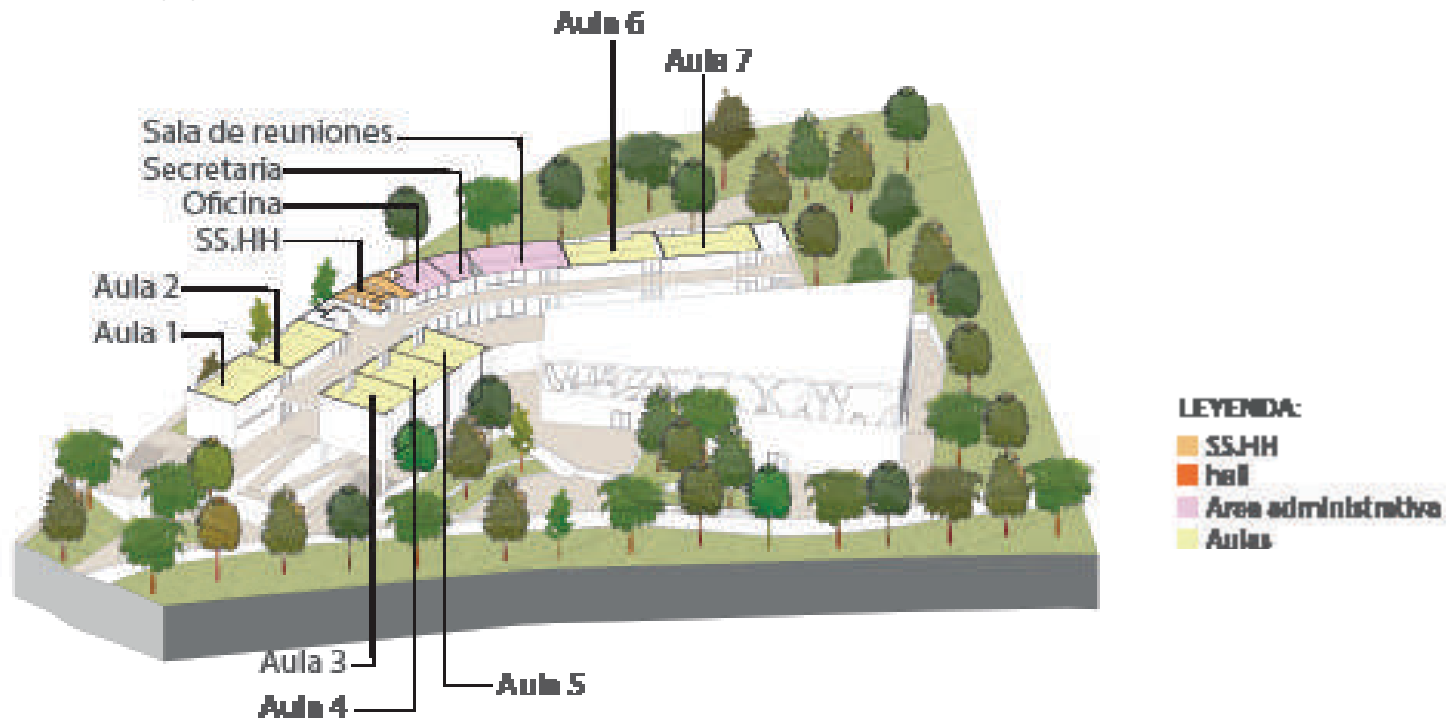 Aula 6
Aula 7
Sala de reuniones
Secretaria
Oficina
SS.HH
Aula 2
Aula 1
LEYENDA:
SS.HH
hall
Area administrativa
Aulas
Aula 3
Aula 5
Aula 4